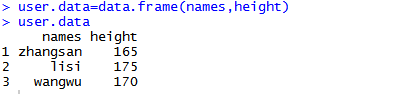 > user.data=data.frame(names,height)
> user.data
names height
1 zhangsan 165
2 lisi 175
3 wangwu 170